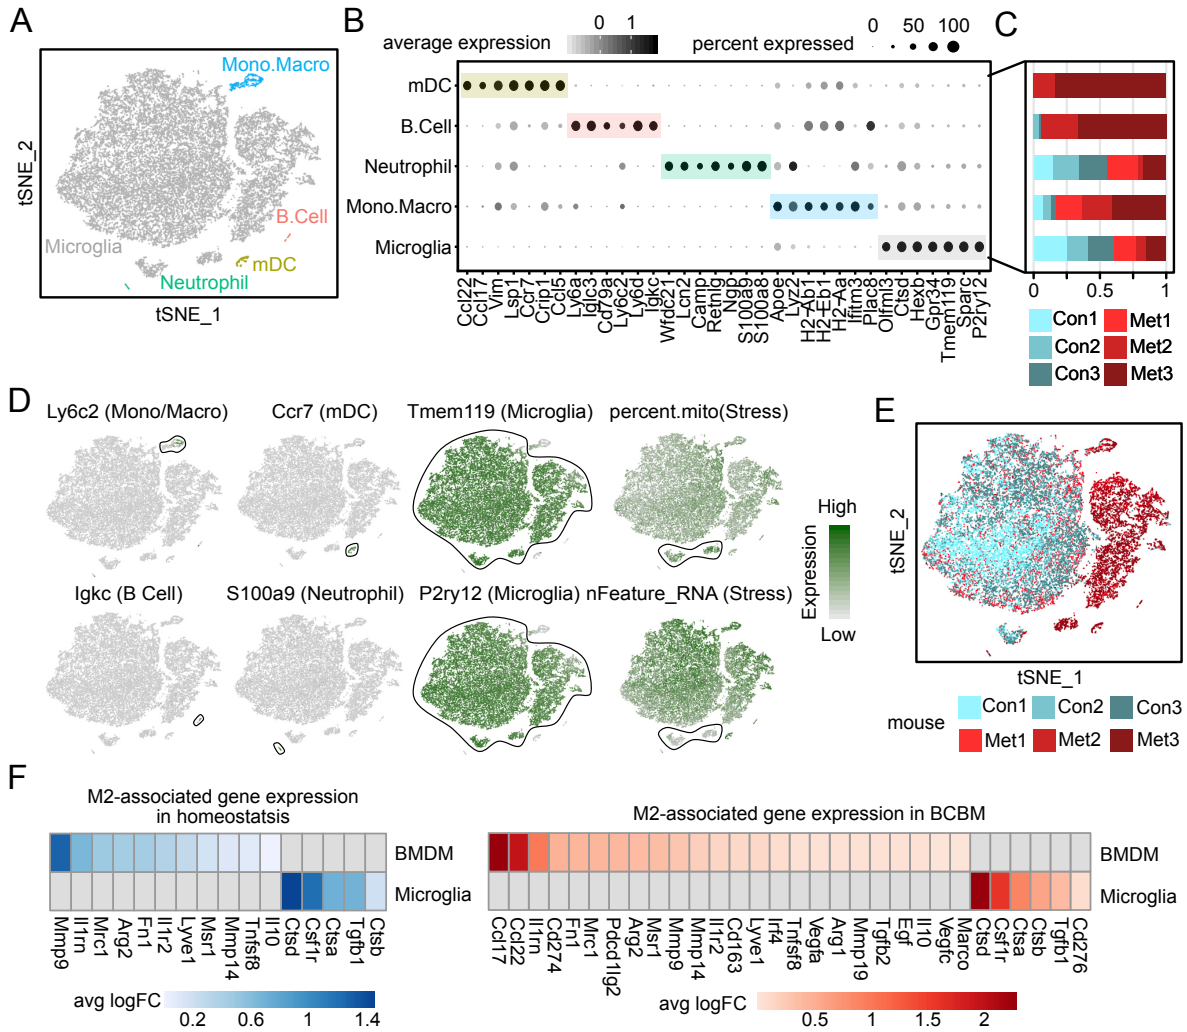 A
Mono.Macro
Microglia
B.Cell
mDC
Neutrophil
tSNE_1
tSNE_2
B
average expression
0 1
percent expressed
0 50 100
mDC
B.Cell
Neutrophil
Mono.Macro
Microglia
Ccl22
Ccl17
Vim
Lsp1
Ccr7
Crip1
Ccl5
Ly6a
Iglc3
Cd79a
Ly6c2
Ly6d
Igkc
Wfdc21
Lcn2
Camp
Retnlg
Ngp
S100a9
S100a8
Apoe
Lyz2
H2-Ab1
H2-Eb1
H2-Aa
Ifitm3
Plac8
Olfml3
Ctsd
Hexb
Gpr34
Tmem119
Sparc
P2ry12
C
0 0.5 1
Con1 Met1
Con2 Met2
Con3 Met3
D
Ly6c2 (Mono/Macro)
Ccr7 (mDC)
Tmem119 (Microglia)
percent.mito(Stress)
Igkc (B Cell)
S100a9 (Neutrophil)
P2ry12 (Microglia)
nFeature_RNA (Stress)
High
Expression
Low
E
tSNE_2
tSNE_1
mouse
Con1 Con2 Con3
Met1 Met2 Met3
F
M2-associated gene expression
in homeostatsis
BMDM
Microglia
Mmp9
Il1rn
Mrc1
Arg2
Fn1
Il1r2
Lyve1
Msr1
Mmp14
Tnfsf8
Il10
Ctsd
Csf1r
Ctsa
Tgfb1
Ctsb
avg logFC
0.2 0.6 1 1.4
M2-associated gene expression in BCBM
BMDM
Microglia
Ccl17
Ccl22
Il1rn
Cd274
Fn1
Mrc1
Pdcd1lg2
Arg2
Msr1
Mmp9
Mmp14
Il1r2
Cd163
Lyve1
Irf4
Tnfsf8
Vegfa
Arg1
Mmp19
Tgfb2
Egf
Il10
Vegfc
Marco
Ctsd
Csf1r
Ctsa
Ctsb
Tgfb1
Cd276
avg logFC
0.5 1 1.5 2